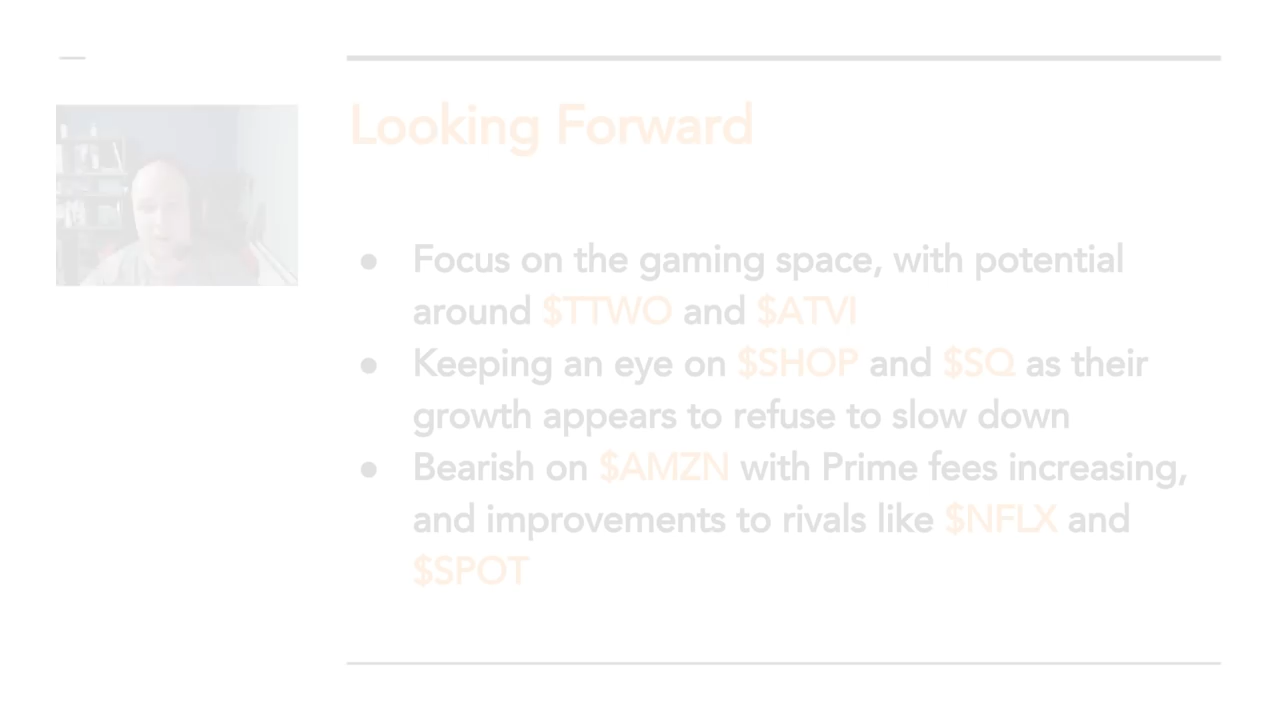 Looking Forward
● Focus on the gaming space, with potential
around $TTWO and $ATVI
● Keeping an eye on $SHOP and $SQ as their
growth appears to refuse to slow down
● Bearish on $AMZN with Prime fees increasing,
and improvements to rivals like $NFLX and
$SPOT